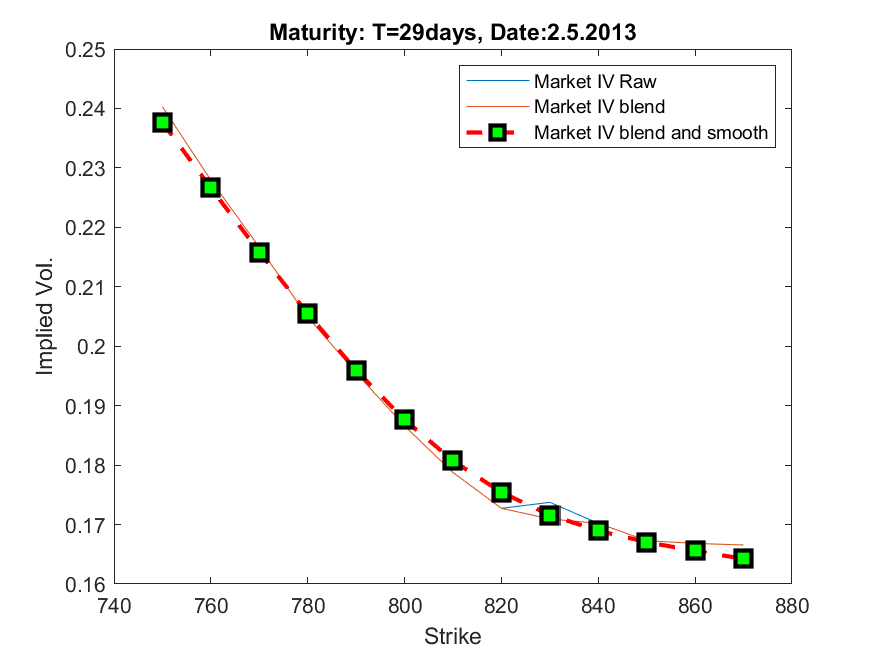 Maturity: T=29days, Date:2.5.2013
Market IV Raw
Market IV blend
Market IV blend and smooth
0.25
0.24
0.23
0.22
0.21
0.2
0.19
0.18
0.17
0.16
Implied Vol.
740 760 780 800 820 840 860 880
Strike